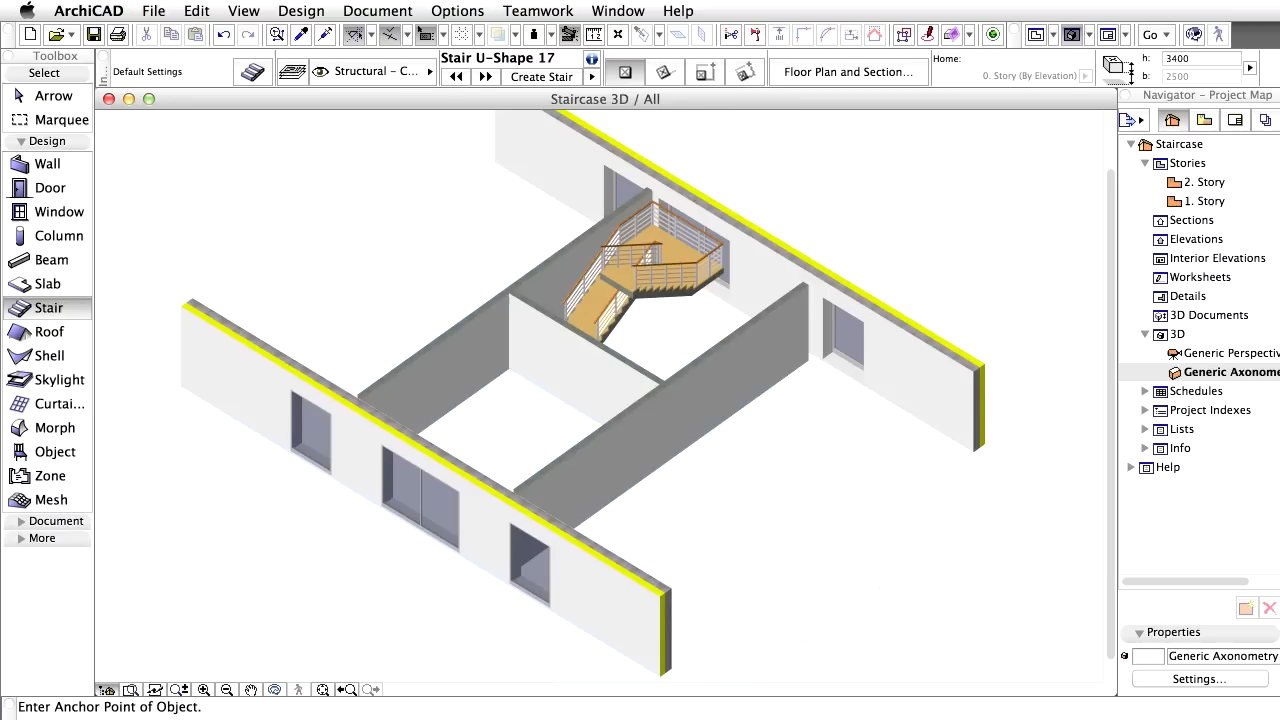 ArchiCAD File Edit View Design Document Options Teamwork Window Help
Go
Toolbox
Select
Arrow
Marquee
Design
Wall
Door
Window
Column
Beam
Slab
Stair
Roof
Shell
Skylight
Curtai...
Morph
Object
Zone
Mesh
Document
More
Default Settings
Structural - C...
Stair U-Shape 17
Create Stair
Floor Plan and Section...
Home:
0. Story (By Elevation)
h: 3400
b: 2500
Staircase 3D / All
Navigator - Project Map
Staircase
Stories
2. Story
1. Story
Sections
Elevations
Interior Elevations
Worksheets
Details
3D Documents
3D
Generic Perspectiv
Generic Axonome
Schedules
Project Indexes
Lists
Info
Help
Properties
Generic Axonometry
Settings...
Enter Anchor Point of Object.